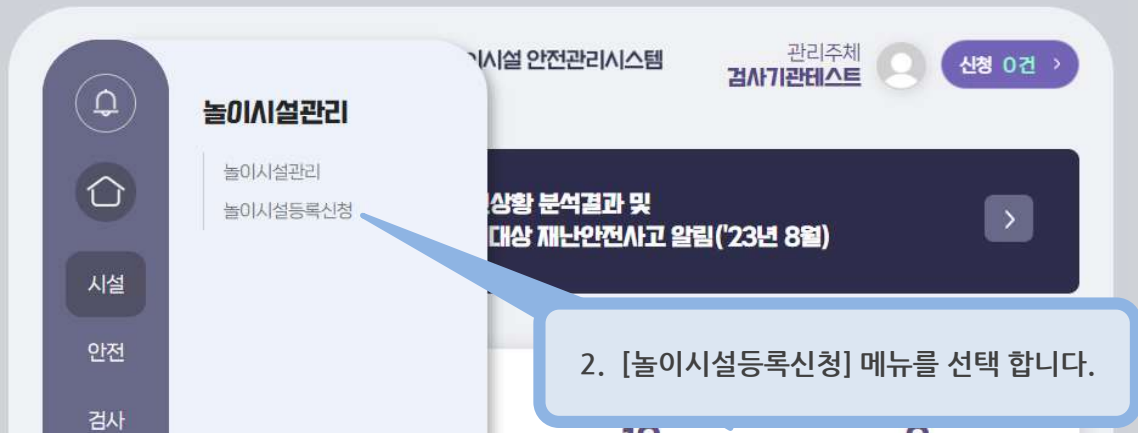 이시설 안전관리시스템
관리주체
검사기관테스트
신청 0건 >
놀이시설관리
놀이시설관리
놀이시설등록신청
상황 분석결과 및
대상 재난안전사고 알림('23년 8월)
시설
안전
검사
2. [놀이시설등록신청] 메뉴를 선택 합니다.